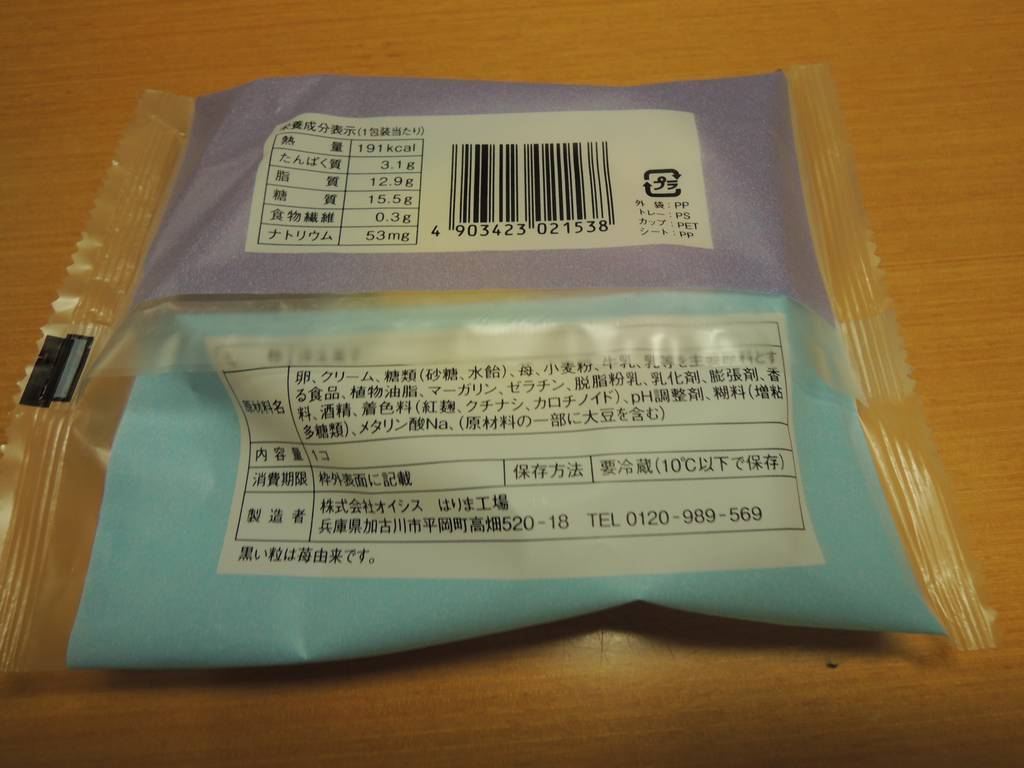 栄養成分表示(1包装当たり)
熱量 191kcal
たんぱく質 3.1g
脂質 12.9g
糖質 15.5g
食物繊維 0.3g
ナトリウム 53mg
4 903423 021538
プラ
外袋:PP
トレー:PS
カップ:PET
シート:PP
原材料名
卵、クリーム、糖類(砂糖、水飴)、苺、小麦粉、牛乳、乳等を主要原料とす
る食品、植物油脂、マーガリン、ゼラチン、脱脂粉乳、乳化剤、膨張剤、香
料、酒精、着色料(紅麹、クチナシ、カロチノイド)、pH調整剤、糊料(増粘
多糖類)、メタリン酸Na、(原材料の一部に大豆を含む)
内容量 1コ
消費期限 枠外表面に記載 保存方法 要冷蔵(10℃以下で保存)
製造者
株式会社オイシス はりま工場
兵庫県加古川市平岡町高畑520-18 TEL 0120-989-569
黒い粒は苺由来です。